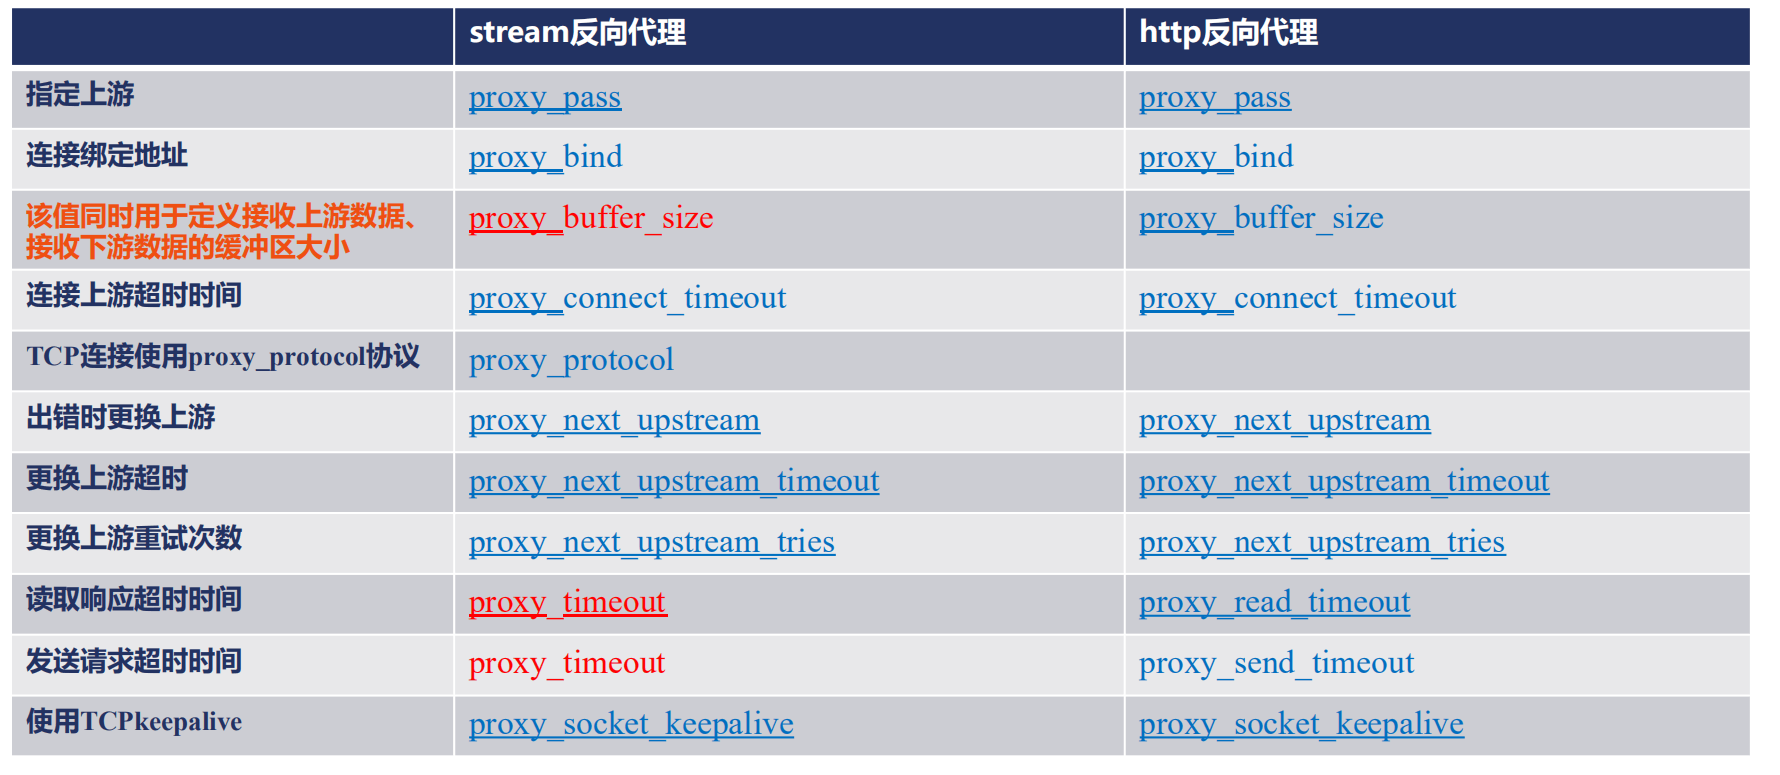 stream反向代理 http反向代理
指定上游 proxy_pass proxy_pass
连接绑定地址 proxy_bind proxy_bind
该值同时用于定义接收上游数据、
接收下游数据的缓冲区大小 proxy_buffer_size proxy_buffer_size
连接上游超时时间 proxy_connect_timeout proxy_connect_timeout
TCP连接使用proxy_protocol协议 proxy_protocol
出错时更换上游 proxy_next_upstream proxy_next_upstream
更换上游超时 proxy_next_upstream_timeout proxy_next_upstream_timeout
更换上游重试次数 proxy_next_upstream_tries proxy_next_upstream_tries
读取响应超时时间 proxy_timeout proxy_read_timeout
发送请求超时时间 proxy_timeout proxy_send_timeout
使用TCPkeepalive proxy_socket_keepalive proxy_socket_keepalive